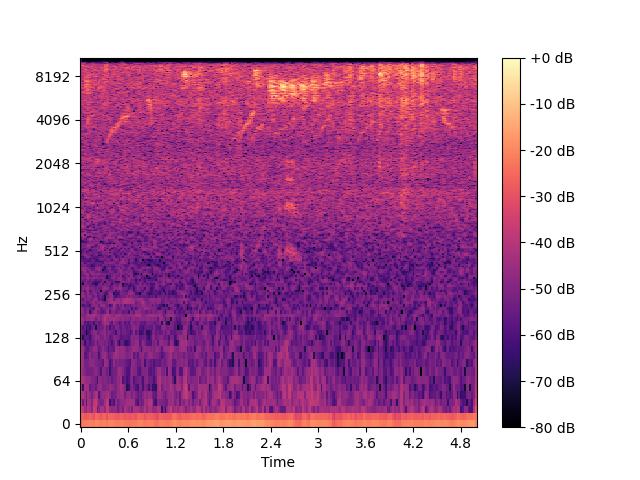 8192
4096
2048
1024
512
256
128
64
0
Hz
0 0.6 1.2 1.8 2.4 3 3.6 4.2 4.8
Time
+0 dB
-10 dB
-20 dB
-30 dB
-40 dB
-50 dB
-60 dB
-70 dB
-80 dB